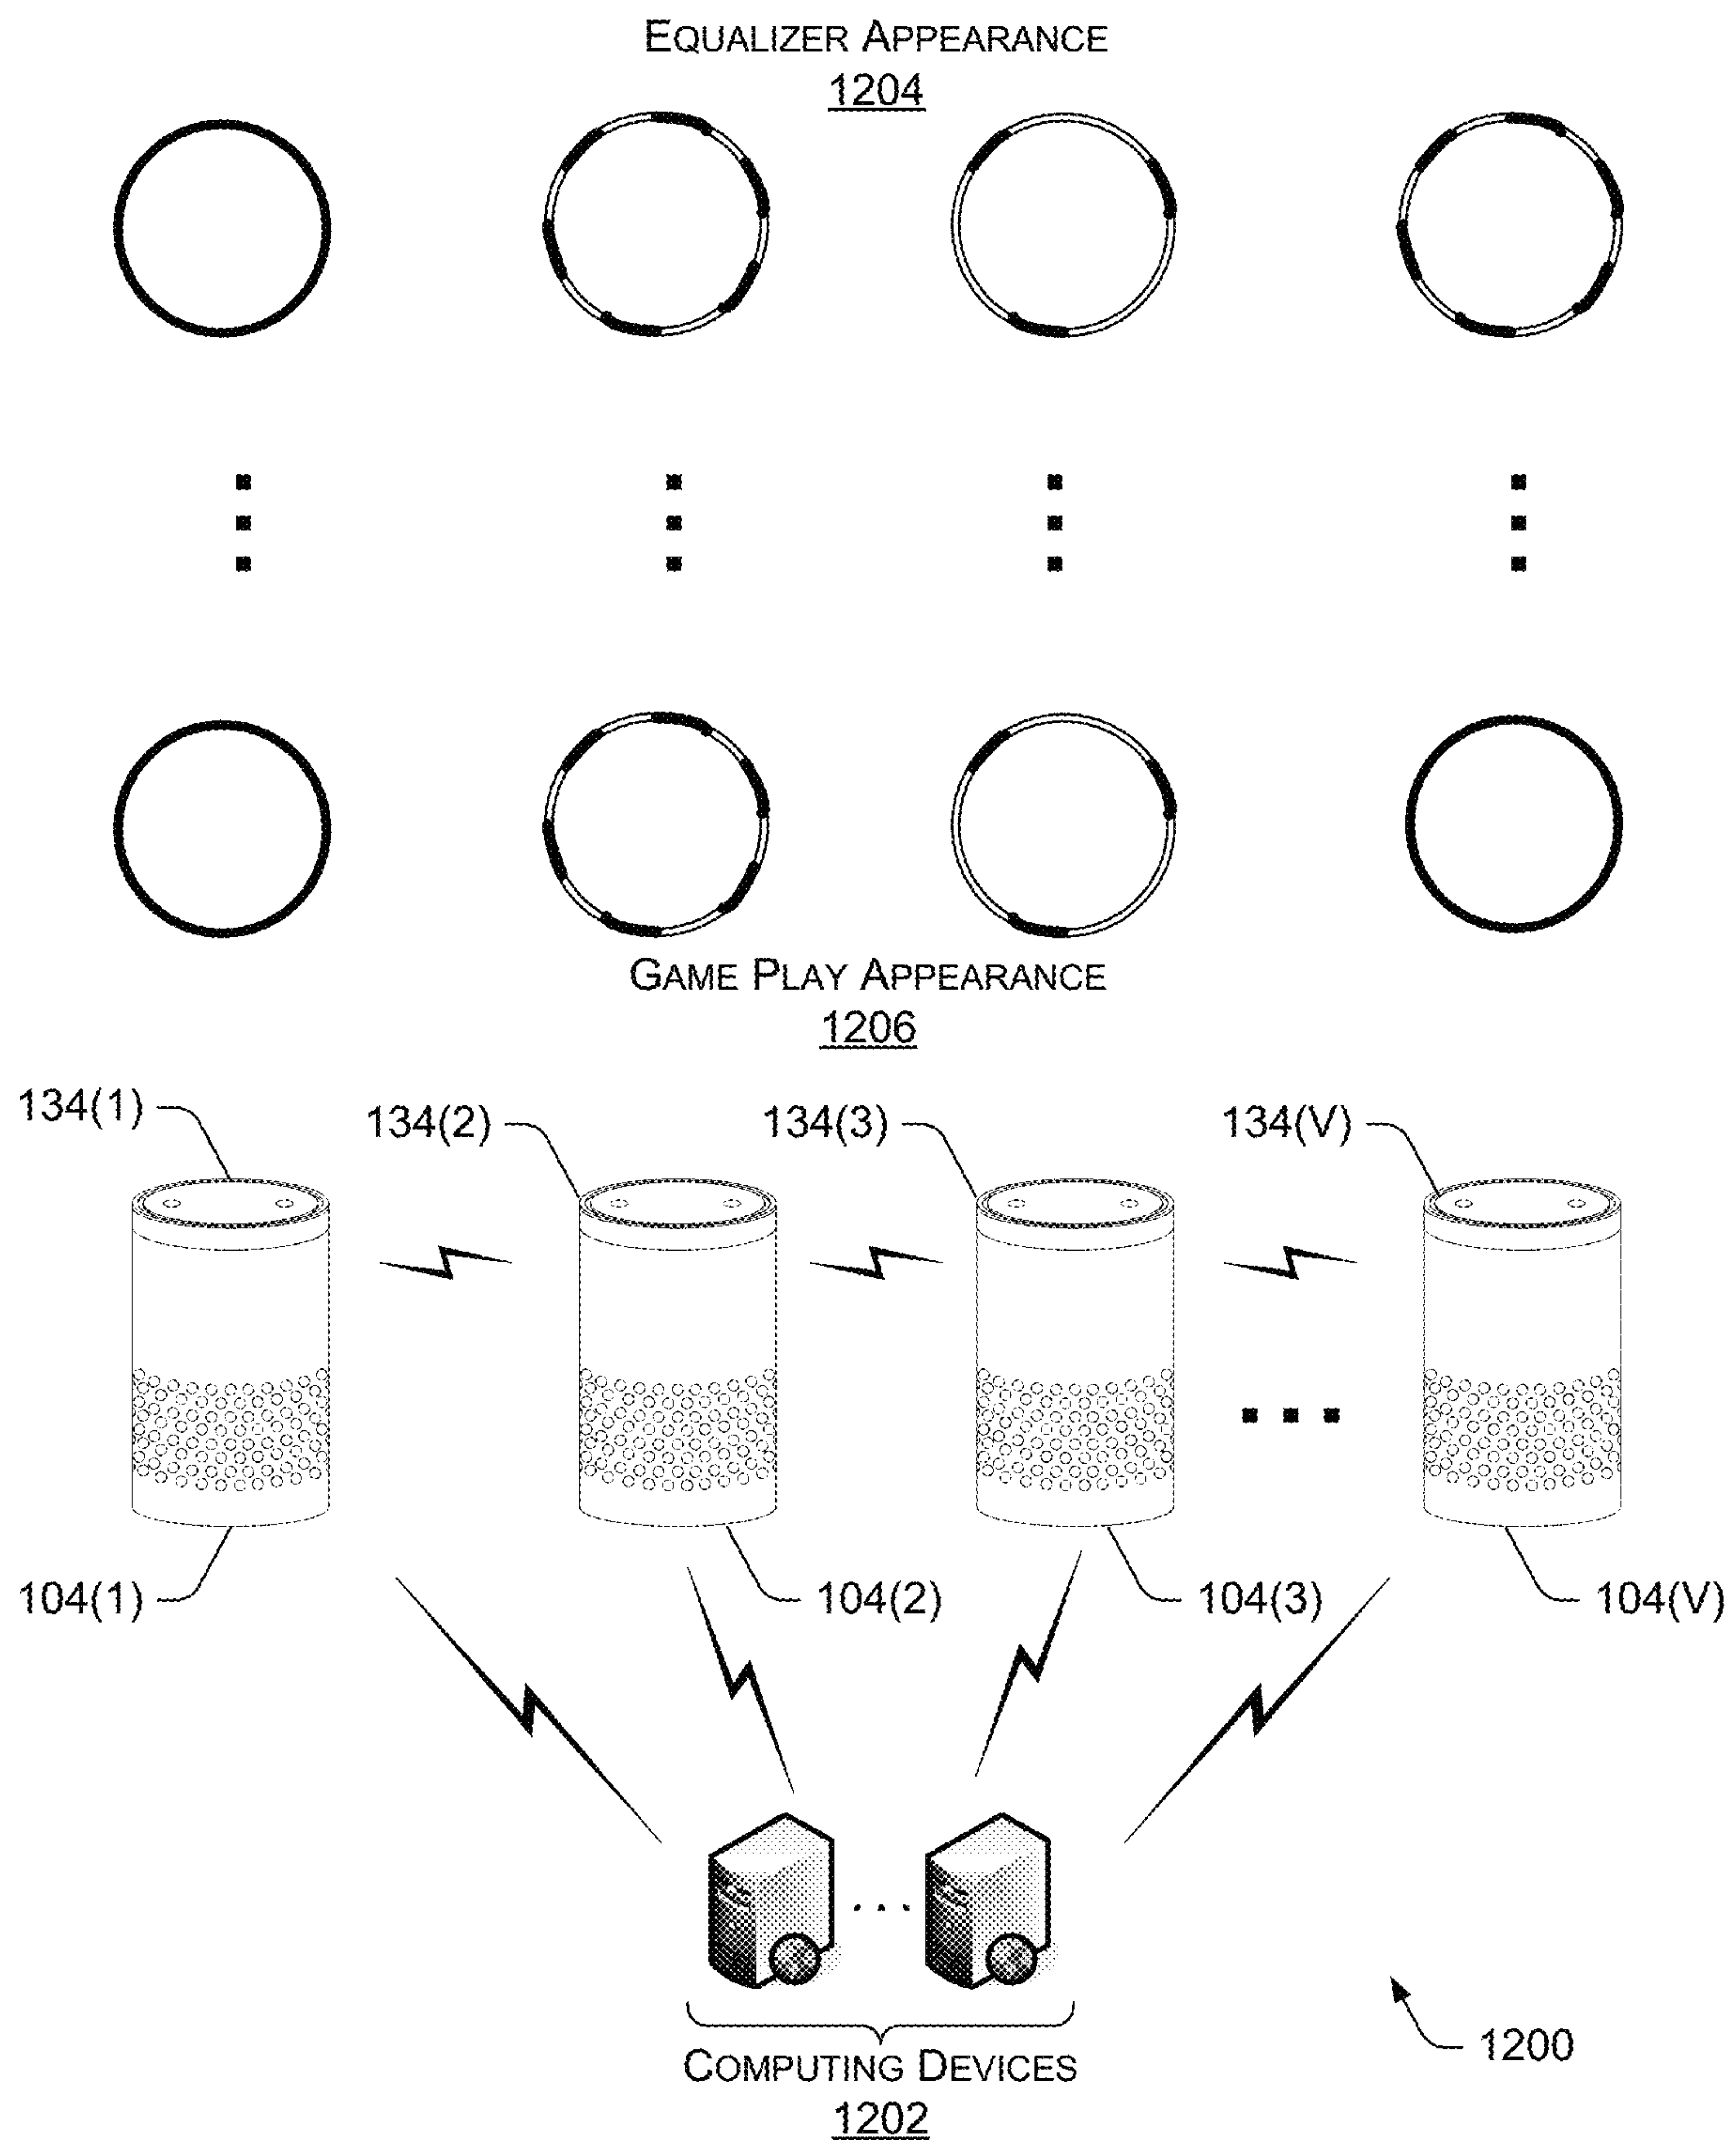 EQUALIZER APPEARANCE
1204
GAME PLAY APPEARANCE
1206
134(1)
134(2)
134(3)
134(V)
104(1)
104(2)
104(3)
104(V)
1200
COMPUTING DEVICES
1202